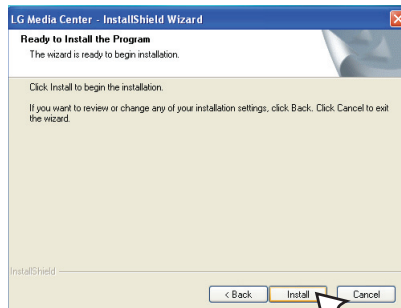 LG Media Center - InstallShield Wizard
Ready to Install the Program
The wizard is ready to begin installation.
Click Install to begin the installation.
If you want to review or change any of your installation settings, click Back. Click Cancel to exit
the wizard.
InstallShield
< Back Install Cancel